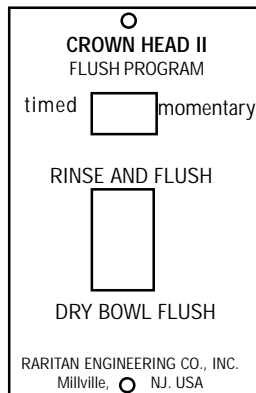 CROWN HEAD II
FLUSH PROGRAM
timed momentary
RINSE AND FLUSH
DRY BOWL FLUSH
RARITAN ENGINEERING CO., INC.
Millville, NJ. USA